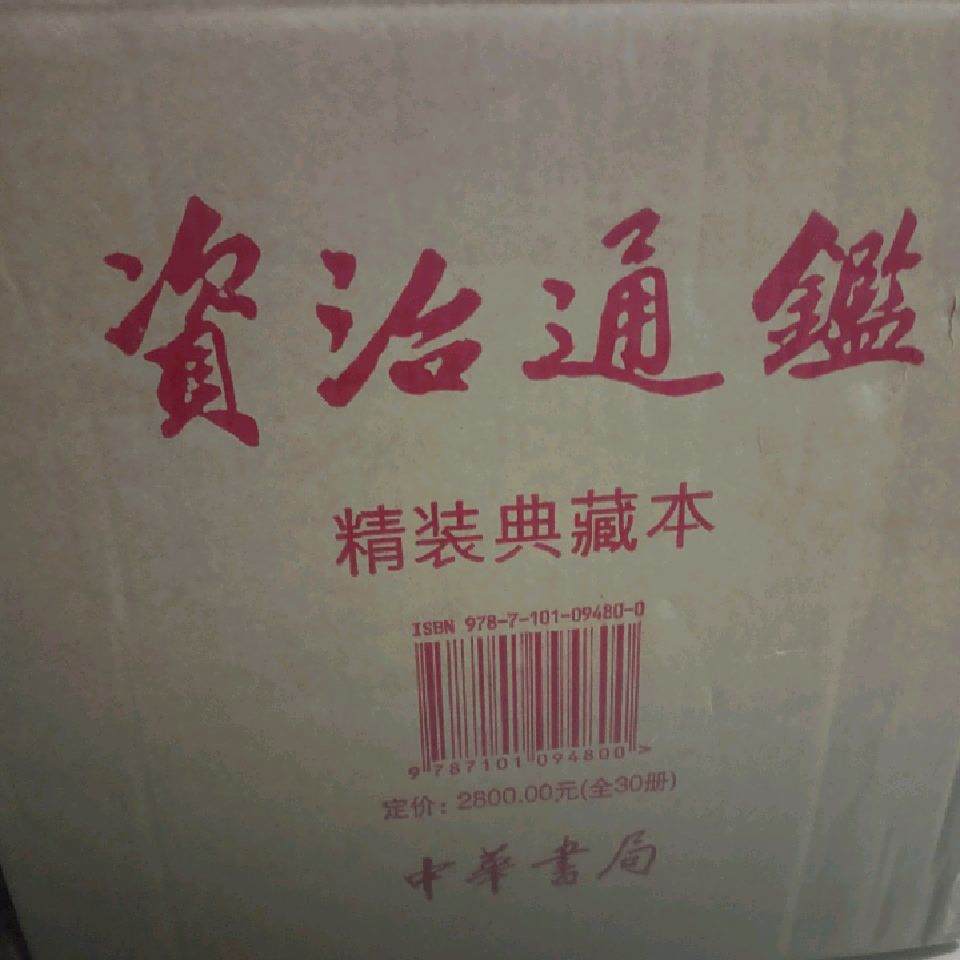 資治通鑑
精装典藏本
ISBN 978-7-101-09480-0
9 787101 094800 >
定价：2800.00元(全30册)
中華書局